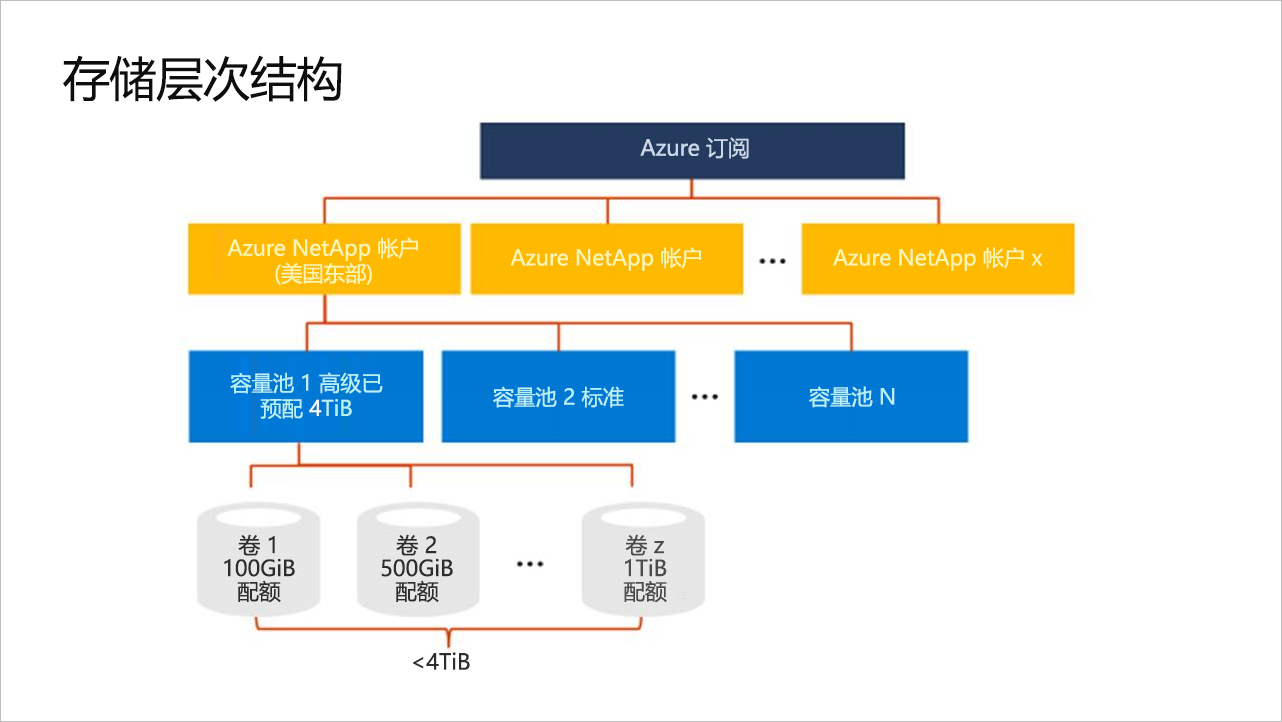 存储层次结构
Azure 订阅
Azure NetApp 帐户
(美国东部)
Azure NetApp 帐户
...
Azure NetApp 帐户 x
容量池 1 高级已
预配 4TiB
容量池 2 标准
...
容量池 N
卷 1
100GiB
配额
卷 2
500GiB
配额
...
卷 z
1TiB
配额
<4TiB